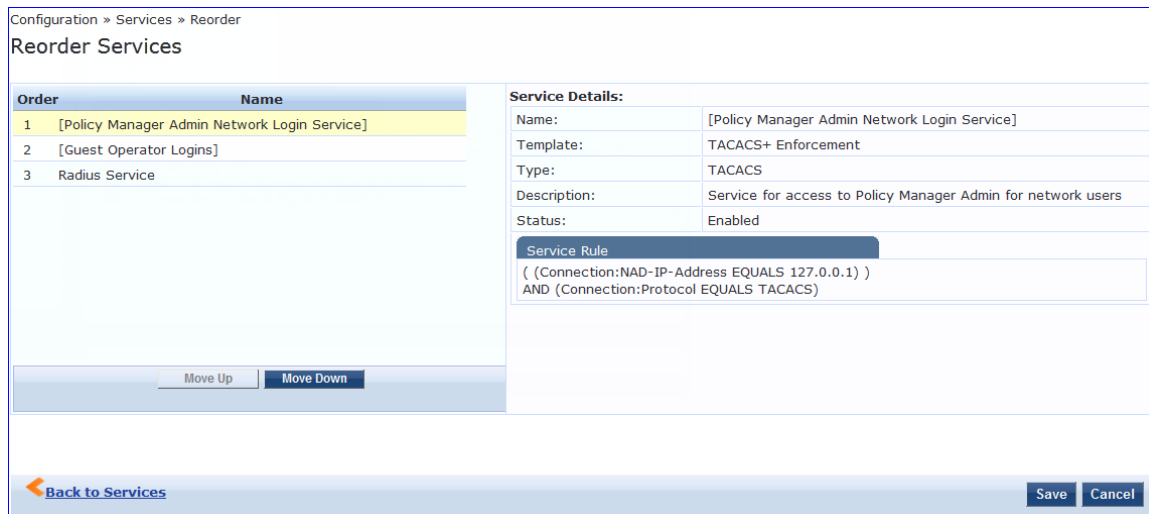 Configuration » Services » Reorder
Reorder Services
Order Name
1 [Policy Manager Admin Network Login Service]
2 [Guest Operator Logins]
3 Radius Service
Move Up Move Down
Service Details:
Name: [Policy Manager Admin Network Login Service]
Template: TACACS+ Enforcement
Type: TACACS
Description: Service for access to Policy Manager Admin for network users
Status: Enabled
Service Rule
( (Connection:NAD-IP-Address EQUALS 127.0.0.1) )
AND (Connection:Protocol EQUALS TACACS)
Back to Services
Save Cancel